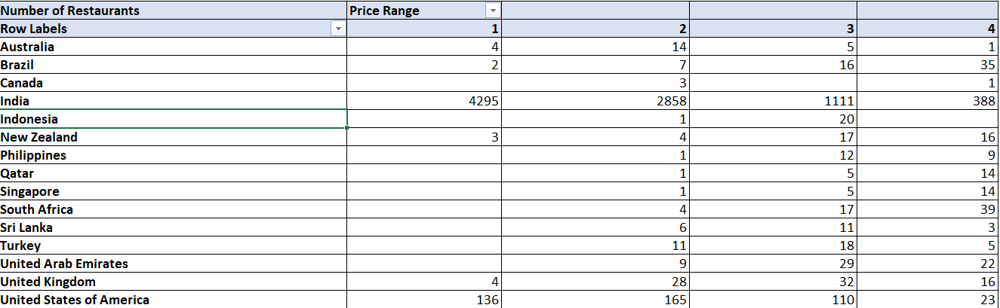 Number of Restaurants Price Range
Row Labels 1 2 3 4
Australia 4 14 5 1
Brazil 2 7 16 35
Canada 3 1
India 4295 2858 1111 388
Indonesia 1 20
New Zealand 3 4 17 16
Philippines 1 12 9
Qatar 1 5 14
Singapore 1 5 14
South Africa 4 17 39
Sri Lanka 6 11 3
Turkey 11 18 5
United Arab Emirates 9 29 22
United Kingdom 4 28 32 16
United States of America 136 165 110 23